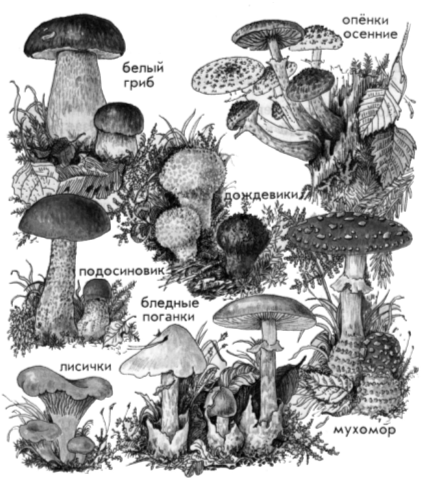 опёнки
осенние
белый
гриб
дождевики
подосиновик
бледные
поганки
лисички
мухомор